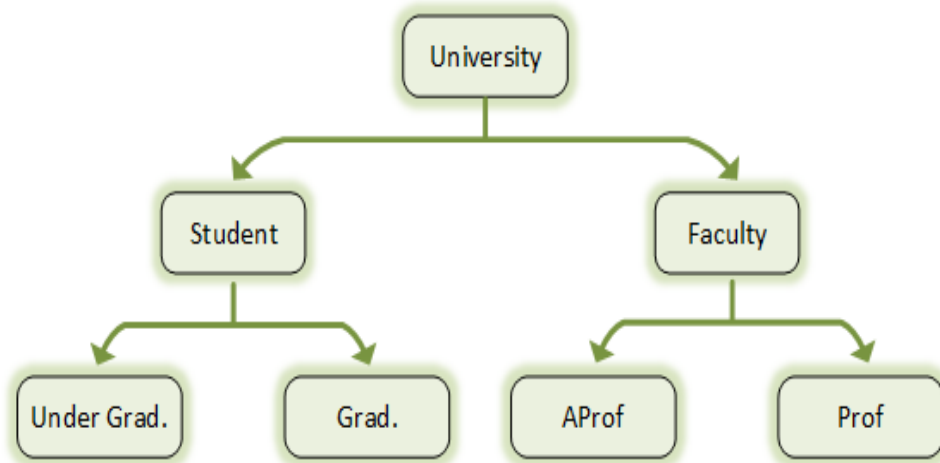 University
Student
Faculty
Under Grad.
Grad.
AProf
Prof